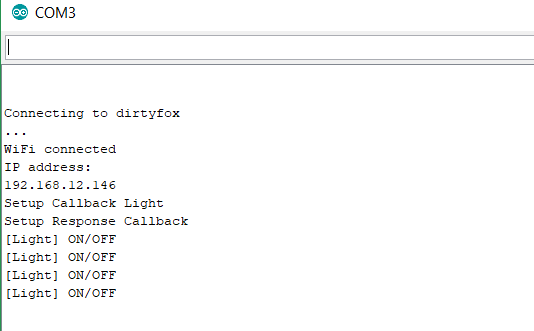 COM3
Connecting to dirtyfox
...
WiFi connected
IP address:
192.168.12.146
Setup Callback Light
Setup Response Callback
[Light] ON/OFF
[Light] ON/OFF
[Light] ON/OFF
[Light] ON/OFF